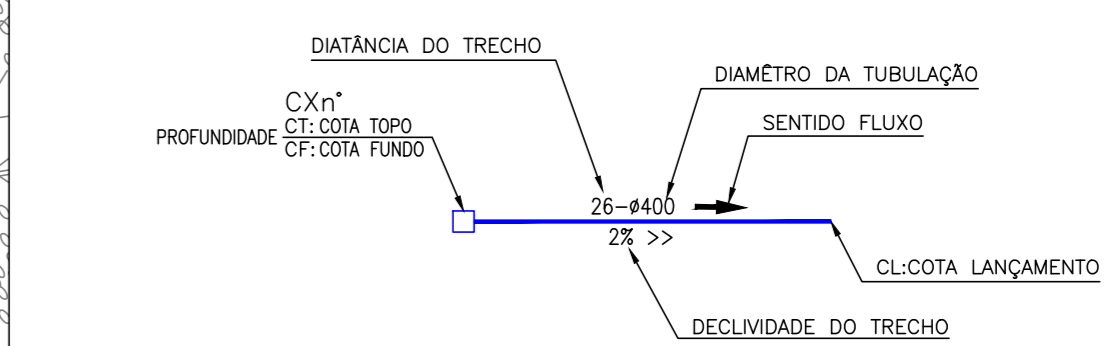 DIATÂNCIA DO TRECHO
DIAMÊTRO DA TUBULAÇÃO
CXn°
CT: COTA TOPO
PROFUNDIDADE
CF: COTA FUNDO
SENTIDO FLUXO
26-ø400
2% >>
CL:COTA LANÇAMENTO
DECLIVIDADE DO TRECHO